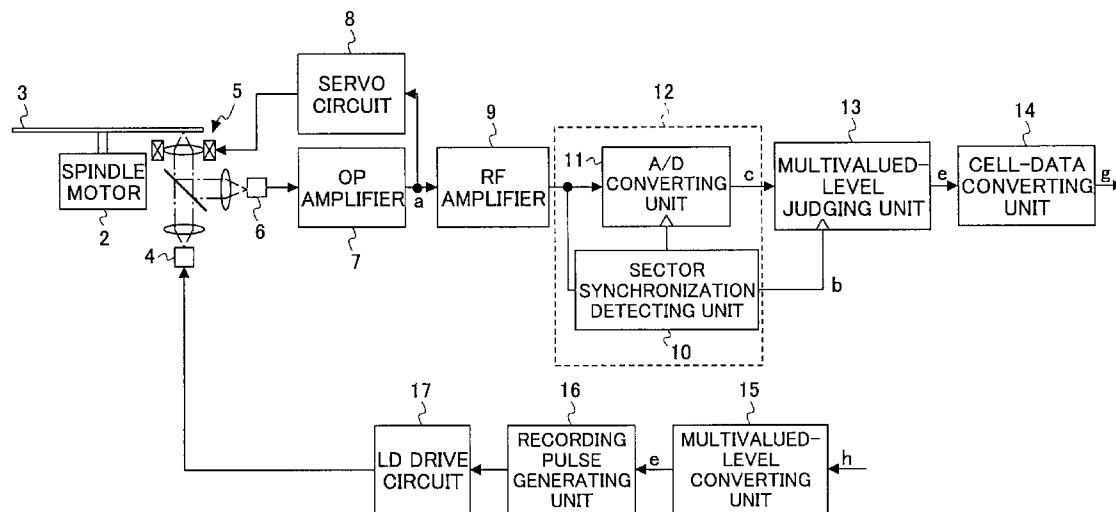 8
SERVO
CIRCUIT
3
5
SPINDLE
MOTOR
2
4
6
OP
AMPLIFIER
7
a
9
RF
AMPLIFIER
12
11
A/D
CONVERTING
UNIT
c
SECTOR
SYNCHRONIZATION
DETECTING UNIT
10
b
13
MULTIVALUED-
LEVEL
JUDGING UNIT
e
14
CELL-DATA
CONVERTING
UNIT
g
17
LD DRIVE
CIRCUIT
16
RECORDING
PULSE
GENERATING
UNIT
e
15
MULTIVALUED-
LEVEL
CONVERTING
UNIT
h